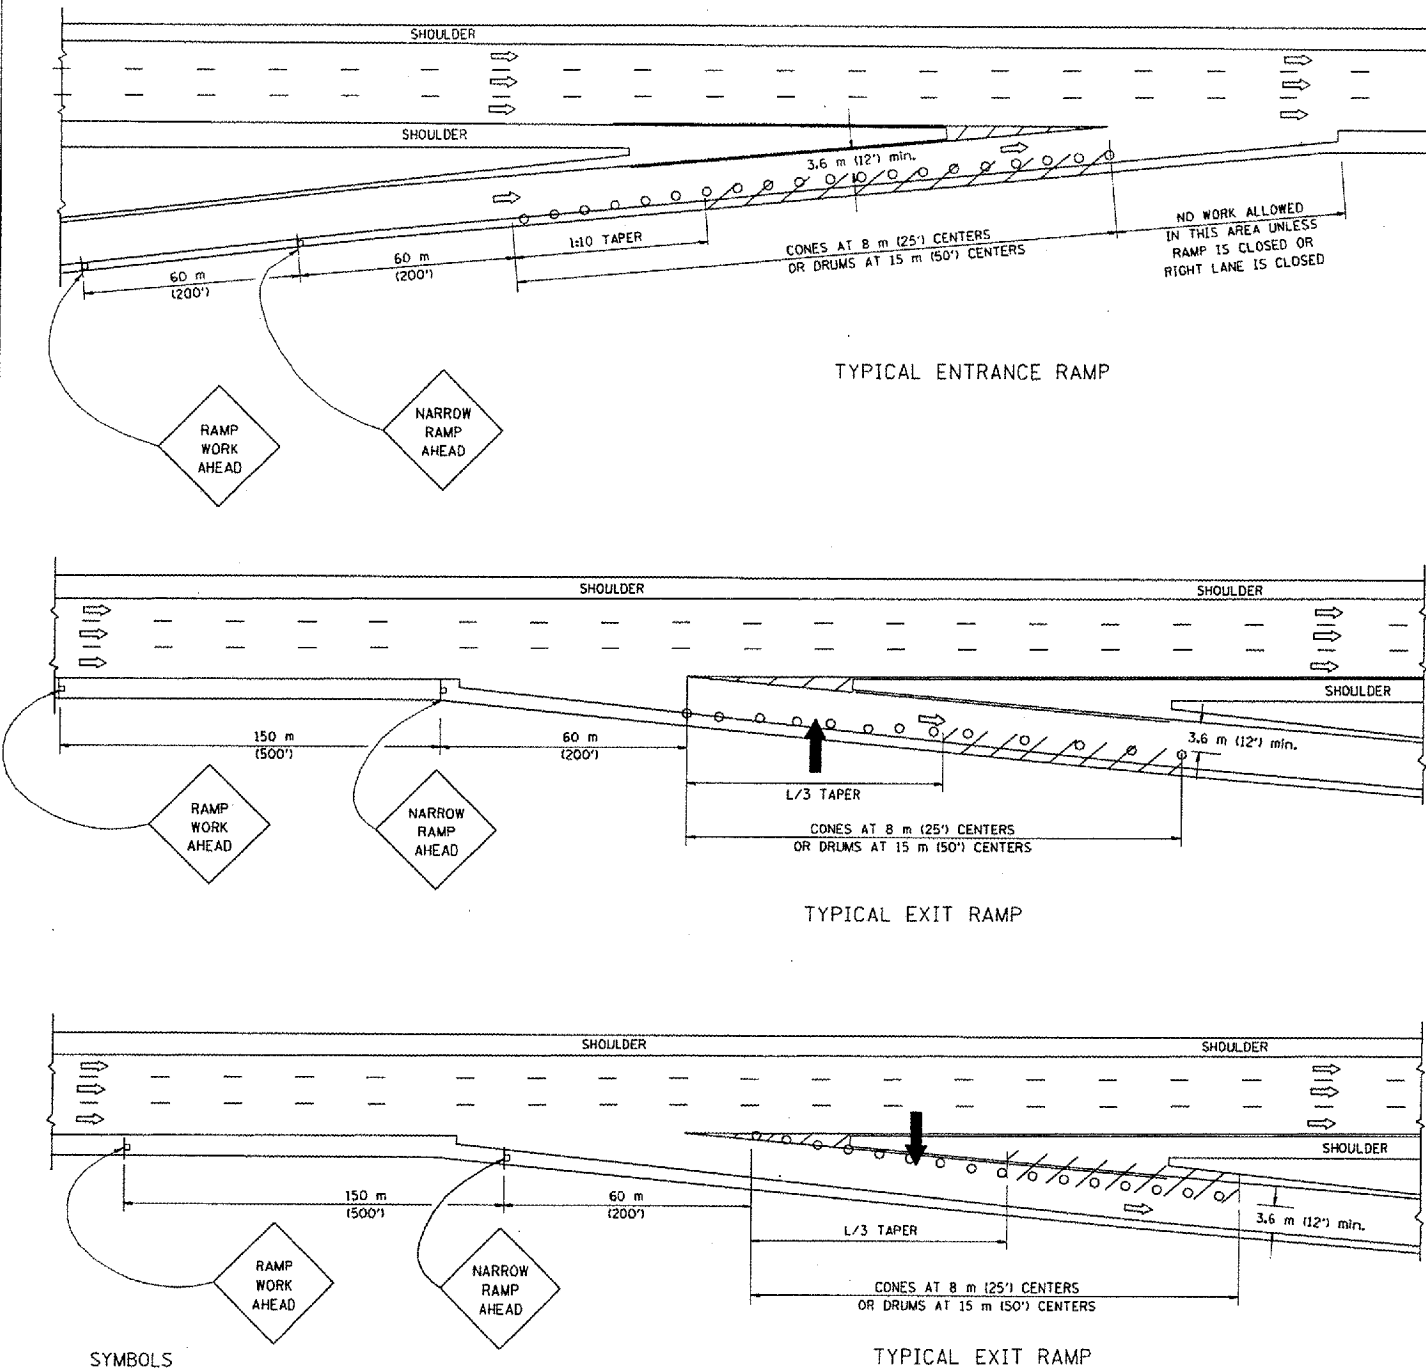 SHOULDER
SHOULDER
3.6 m (12') min.
1:10 TAPER
60 m
(200')
60 m
(200')
CONES AT 8 m (25') CENTERS
OR DRUMS AT 15 m (50') CENTERS
NO WORK ALLOWED
IN THIS AREA UNLESS
RAMP IS CLOSED OR
RIGHT LANE IS CLOSED
TYPICAL ENTRANCE RAMP
RAMP
WORK
AHEAD
NARROW
RAMP
AHEAD
SHOULDER
SHOULDER
SHOULDER
150 m
(500')
60 m
(200')
3.6 m (12') min.
L/3 TAPER
RAMP
WORK
AHEAD
NARROW
RAMP
AHEAD
CONES AT 8 m (25') CENTERS
OR DRUMS AT 15 m (50') CENTERS
TYPICAL EXIT RAMP
SHOULDER
SHOULDER
SHOULDER
150 m
(500')
60 m
(200')
3.6 m (12') min.
L/3 TAPER
RAMP
WORK
AHEAD
NARROW
RAMP
AHEAD
CONES AT 8 m (25') CENTERS
OR DRUMS AT 15 m (50') CENTERS
SYMBOLS
TYPICAL EXIT RAMP